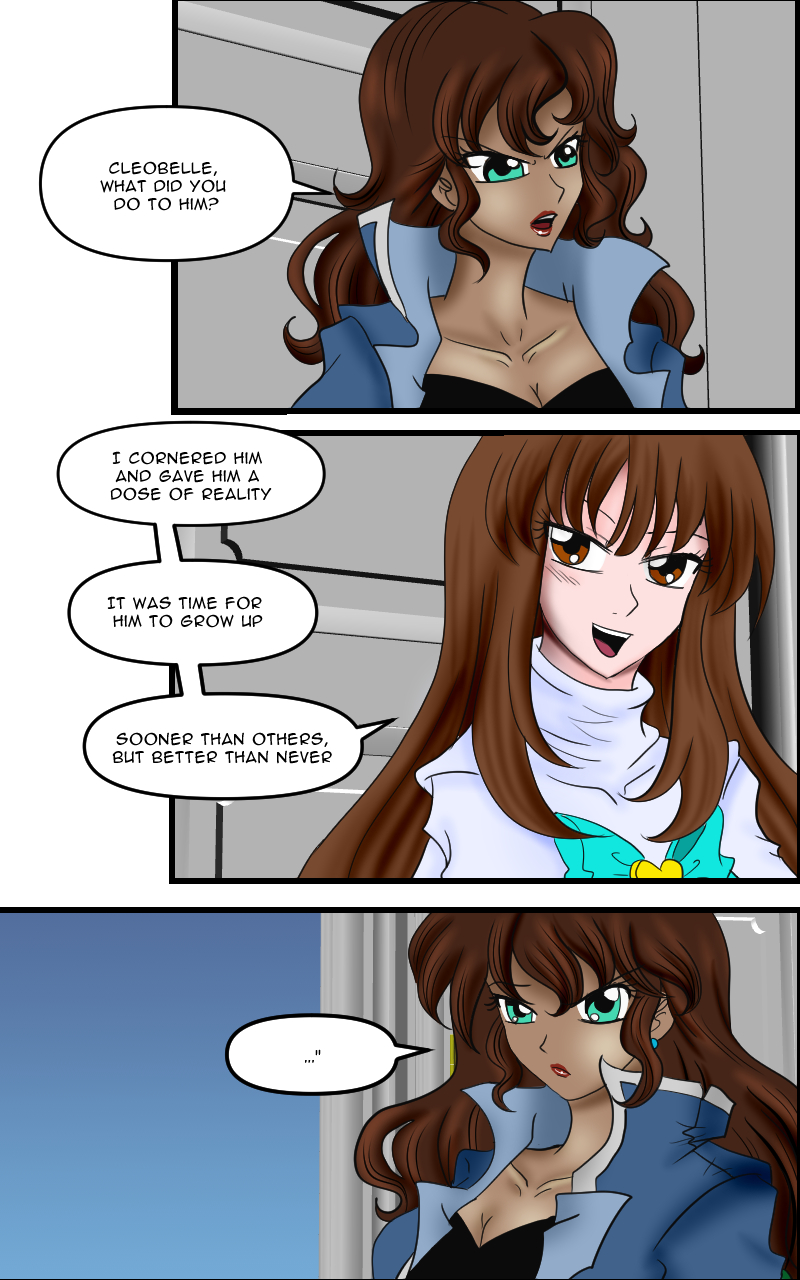 CLEOBELLE,
WHAT DID YOU
DO TO HIM?
I CORNERED HIM
AND GAVE HIM A
DOSE OF REALITY
IT WAS TIME FOR
HIM TO GROW UP
SOONER THAN OTHERS,
BUT BETTER THAN NEVER
..."